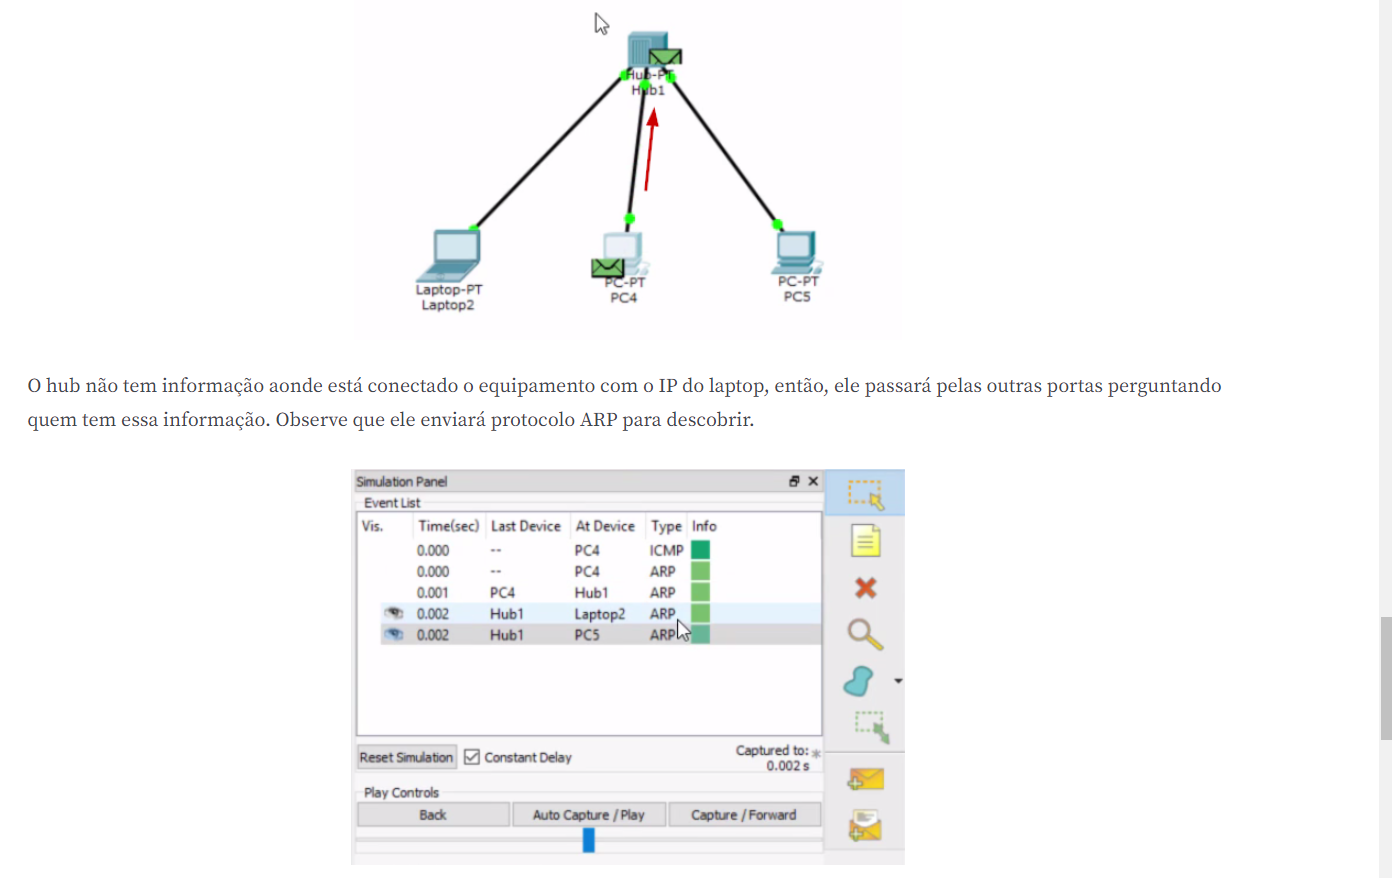 Hub-PT
Hub1
Laptop-PT
Laptop2
PC-PT
PC4
PC-PT
PC5
O hub não tem informação aonde está conectado o equipamento com o IP do laptop, então, ele passará pelas outras portas perguntando
quem tem essa informação. Observe que ele enviará protocolo ARP para descobrir.
Simulation Panel
Event List
Vis. Time(sec) Last Device At Device Type Info
0.000 -- PC4 ICMP
0.000 -- PC4 ARP
0.001 PC4 Hub1 ARP
0.002 Hub1 Laptop2 ARP
0.002 Hub1 PC5 ARP
Reset Simulation Constant Delay Captured to: *
0.002 s
Play Controls
Back Auto Capture / Play Capture / Forward